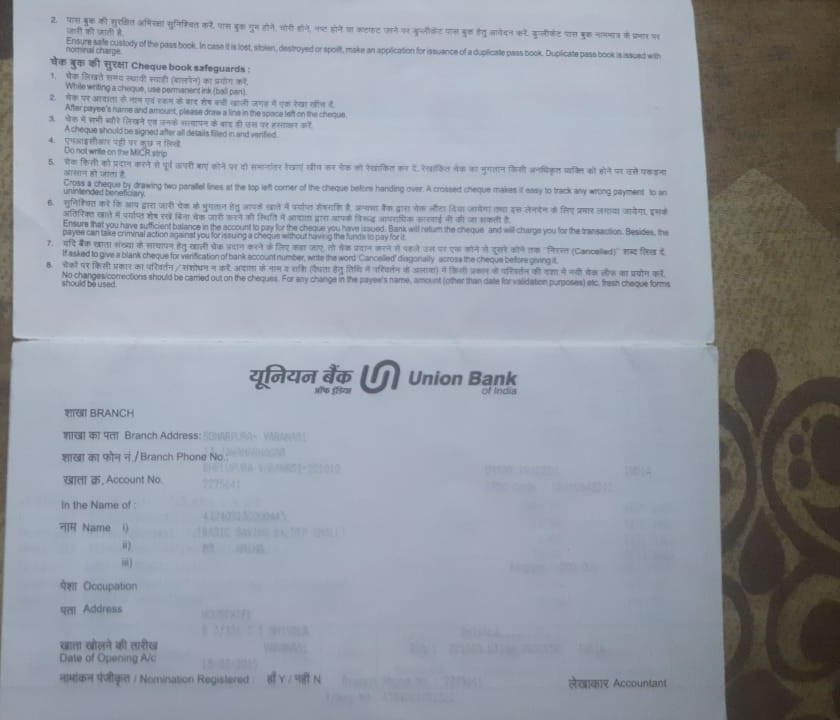 2. पास बुक की सुरक्षित अभिरक्षा सुनिश्चित करें. पास बुक गुम होने, चोरी होने, नष्ट होने या कटफट जाने पर डुप्लीकेट पास बुक हेतु आवेदन करें. डुप्लीकेट पास बुक नाममात्र के प्रभार पर
जारी की जाती है.
Ensure safe custody of the pass book. In case it is lost, stolen, destroyed or spoilt, make an application for issuance of a duplicate pass book. Duplicate pass book is issued with
nominal charge.
चेक बुक की सुरक्षा Cheque book safeguards :
1. चेक लिखते समय स्थायी स्याही (बालपेन) का प्रयोग करें.
While writing a cheque, use permanent ink (ball pan).
2. चेक पर आदाता के नाम एवं रकम के बाद शेष बची खाली जगह में एक रेखा खींच दें.
After payee's name and amount, please draw a line in the space left on the cheque.
3. चेक में सभी ब्यौरे लिखने एवं उनके सत्यापन के बाद ही उस पर हस्ताक्षर करें.
A cheque should be signed after all details filled in and verified.
4. एमआइसीआर पट्टी पर कुछ न लिखें.
Do not write on the MICR strip
5. चेक किसी को प्रदान करने से पूर्व ऊपरी बाएं कोने पर दो समानांतर रेखाएं खींच कर चेक को रेखांकित कर दें. रेखांकित चेक का भुगतान किसी अनधिकृत व्यक्ति को होने पर उसे पकड़ना
आसान हो जाता है.
Cross a cheque by drawing two parallel lines at the top left corner of the cheque before handing over. A crossed cheque makes it easy to track any wrong payment to an
unintended beneficiary.
6. सुनिश्चित करें कि आप द्वारा जारी चेक के भुगतान हेतु आपके खाते में पर्याप्त शेषराशि है, अन्यथा बैंक द्वारा चेक लौटा दिया जायेगा तथा इस लेनदेन के लिए प्रभार लगाया जायेगा, इसके
अतिरिक्त खाते में पर्याप्त शेष रखे बिना चेक जारी करने की स्थिति में आदाता द्वारा आपके विरूद्ध आपराधिक कारवाई भी की जा सकती है.
Ensure that you have sufficient balance in the account to pay for the cheque you have issued. Bank will return the cheque and will charge you for the transaction. Besides, the
payee can take criminal action against you for issuing a cheque without having the funds to pay for it.
7. यदि बैंक खाता संख्या के सत्यापन हेतु खाली चेक प्रदान करने के लिए कहा जाए, तो चेक प्रदान करने से पहले उस पर एक कोने से दूसरे कोने तक "निरस्त (Cancelled)" शब्द लिख दें.
If asked to give a blank cheque for verification of bank account number, write the word 'Cancelled' diagonally across the cheque before giving it.
8. चेकों पर किसी प्रकार का परिवर्तन / संशोधन न करें. अदाता के नाम व राशि (वैधता हेतु तिथि में परिवर्तन के अलावा) में किसी प्रकार के परिवर्तन की दशा में नयी चेक लीफ का प्रयोग करें.
No changes/corrections should be carried out on the cheques. For any change in the payee's name, amount (other than date for validation purposes) etc. fresh cheque forms
should be used.
यूनियन बैंक Union Bank
ऑफ इंडिया of India
शाखा BRANCH
शाखा का पता Branch Address: SONARPURA- VARANASI
शाखा का फोन नं./Branch Phone No.:
खाता क्र. Account No. 2275641
In the Name of :
नाम Name i)
ii)
iii)
पेशा Occupation
पता Address HOUSEWIFE
खाता खोलने की तारीख
Date of Opening A/c
नामांकन पंजीकृत / Nomination Registered : हाँ Y / नहीं N
लेखाकार Accountant